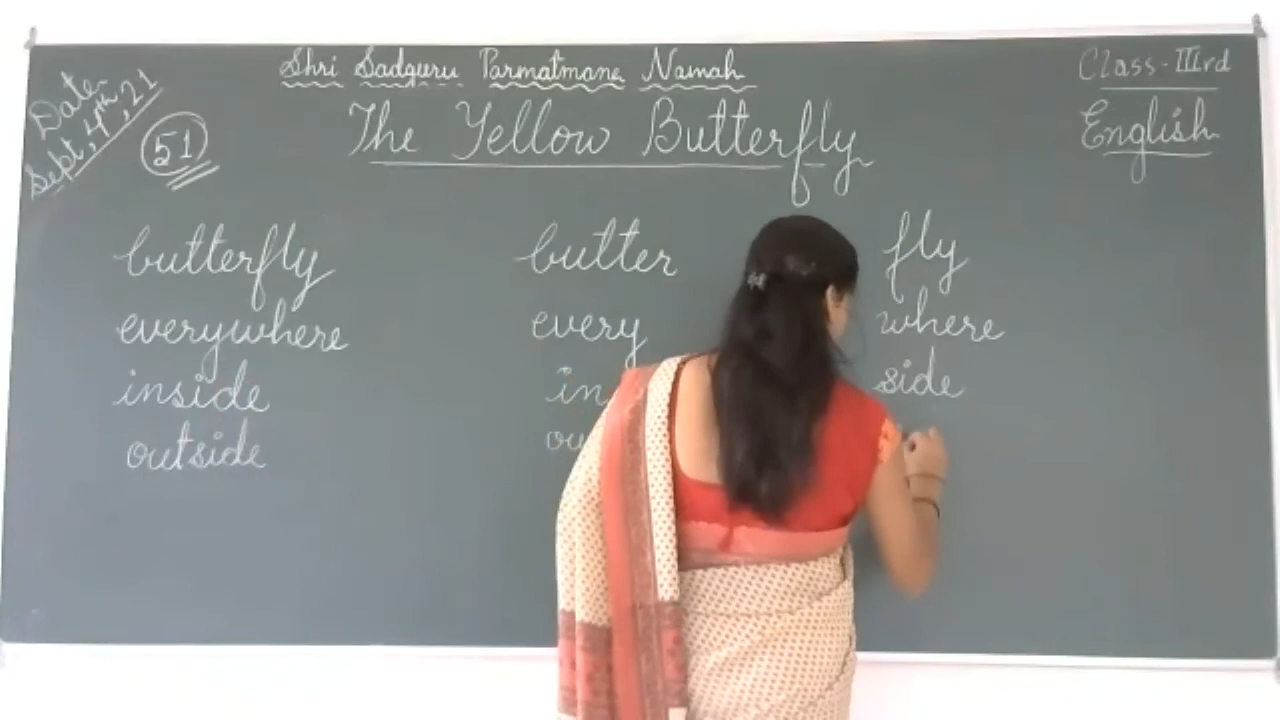 Shri Sadguru Parmatmane Namah
Class-IIIrd
Date-
Sept, 4th, 21
51
The Yellow Butterfly
English
butterfly butter fly
everywhere every where
inside in side
outside ou